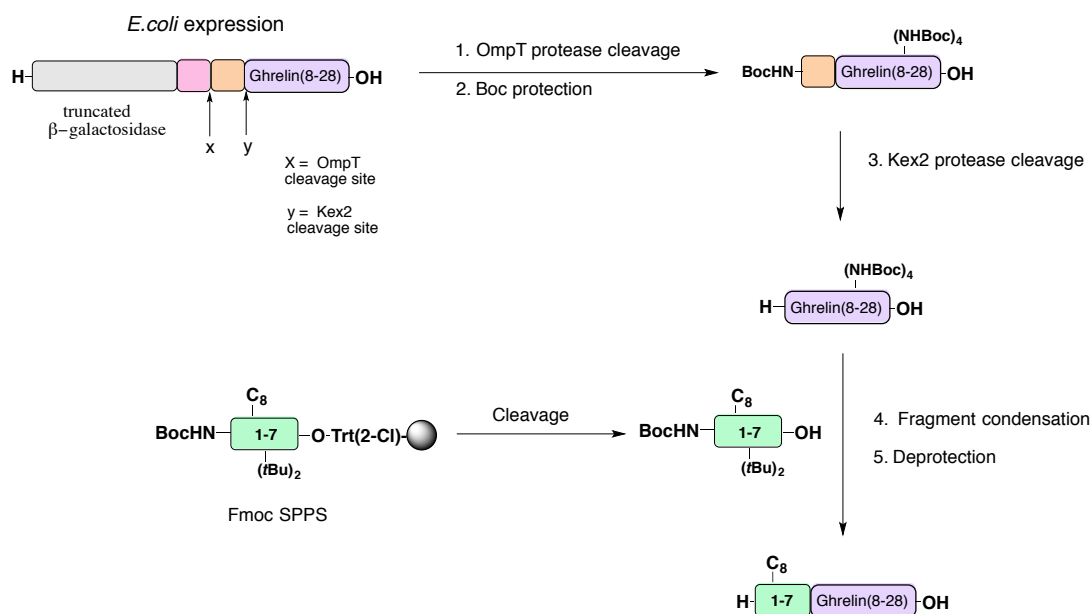 E.coli expression
H
Ghrelin(8-28)
OH
truncated
β-galactosidase
x
y
X = OmpT
cleavage site
y = Kex2
cleavage site
1. OmpT protease cleavage
2. Boc protection
(NHBoc)4
BocHN
Ghrelin(8-28)
OH
3. Kex2 protease cleavage
(NHBoc)4
H
Ghrelin(8-28)
OH
C8
BocHN
1-7
O-Trt(2-Cl)
(tBu)2
Fmoc SPPS
Cleavage
C8
BocHN
1-7
OH
(tBu)2
4. Fragment condensation
5. Deprotection
C8
H
1-7
Ghrelin(8-28)
OH